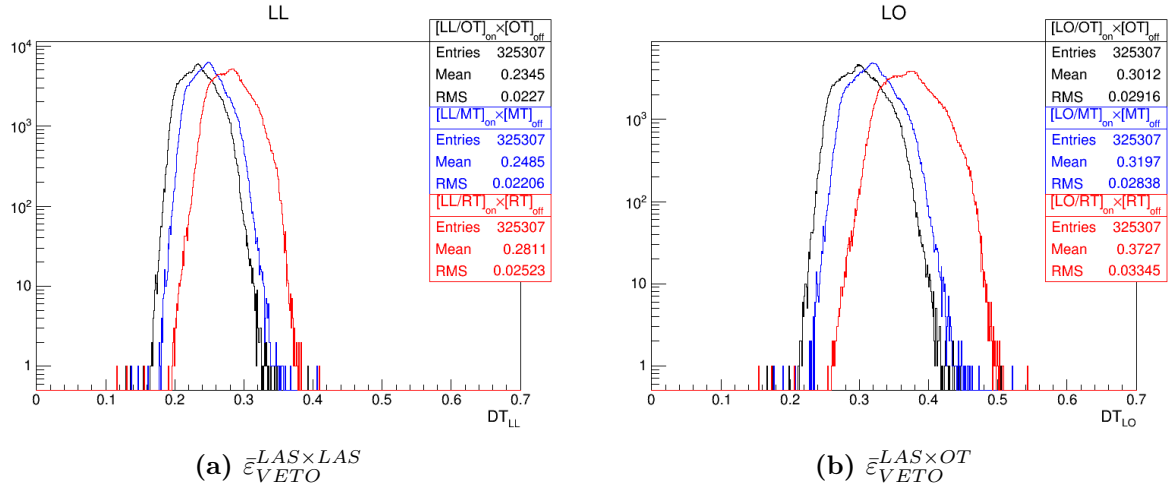 LL
[LL/OT]on×[OT]off
Entries 325307
Mean 0.2345
RMS 0.0227
[LL/MT]on×[MT]off
Entries 325307
Mean 0.2485
RMS 0.02206
[LL/RT]on×[RT]off
Entries 325307
Mean 0.2811
RMS 0.02523
10^4
10^3
10^2
10
1
0 0.1 0.2 0.3 0.4 0.5 0.6 0.7
DT_LL
(a) ε̄^{LAS×LAS}_{VETO}
LO
[LO/OT]on×[OT]off
Entries 325307
Mean 0.3012
RMS 0.02916
[LO/MT]on×[MT]off
Entries 325307
Mean 0.3197
RMS 0.02838
[LO/RT]on×[RT]off
Entries 325307
Mean 0.3727
RMS 0.03345
10^3
10^2
10
1
0 0.1 0.2 0.3 0.4 0.5 0.6 0.7
DT_LO
(b) ε̄^{LAS×OT}_{VETO}